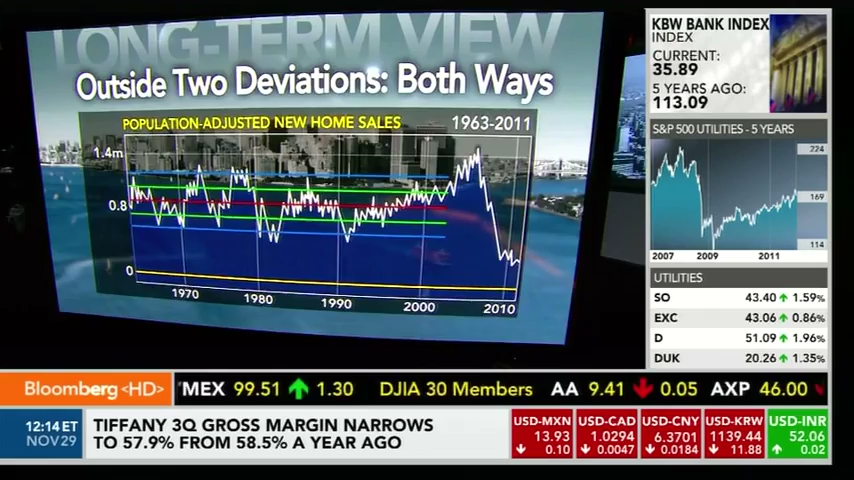 LONG-TERM VIEW
Outside Two Deviations: Both Ways
POPULATION-ADJUSTED NEW HOME SALES 1963-2011
1.4m
0.8
0
1970 1980 1990 2000 2010
KBW BANK INDEX
INDEX
CURRENT:
35.89
5 YEARS AGO:
113.09
S&P 500 UTILITIES - 5 YEARS
224
169
114
2007 2009 2011
UTILITIES
SO 43.40 1.59%
EXC 43.06 0.86%
D 51.09 1.96%
DUK 20.26 1.35%
Bloomberg <HD> 'MEX 99.51 1.30 DJIA 30 Members AA 9.41 0.05 AXP 46.00
12:14 ET
NOV 29
TIFFANY 3Q GROSS MARGIN NARROWS
TO 57.9% FROM 58.5% A YEAR AGO
USD-MXN USD-CAD USD-CNY USD-KRW USD-INR
13.93 1.0294 6.3701 1139.44 52.06
0.10 0.0047 0.0184 11.88 0.02